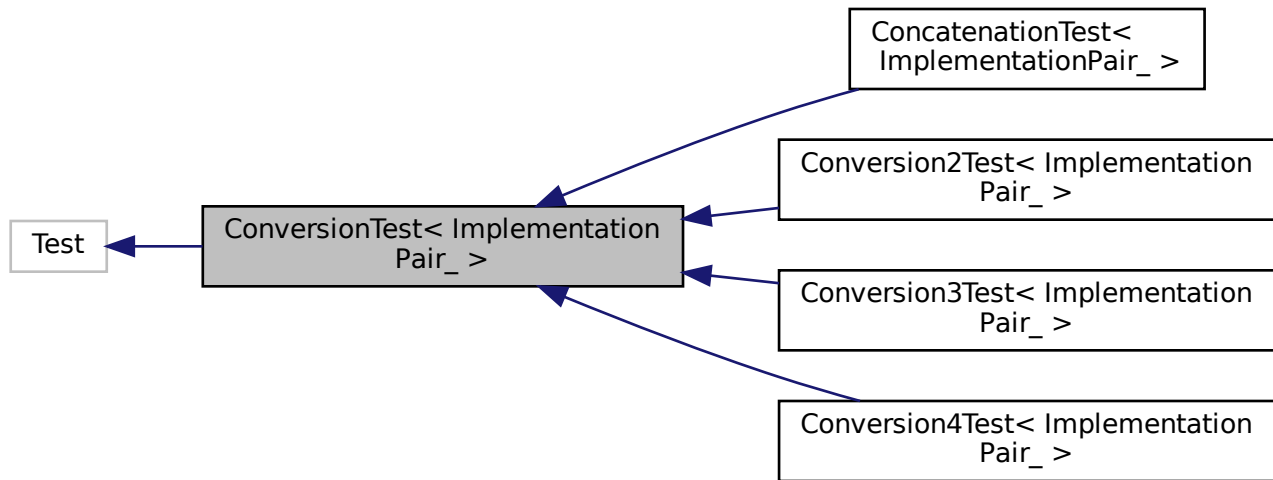 ConcatenationTest<
ImplementationPair_ >
Conversion2Test< Implementation
Pair_ >
Test
ConversionTest< Implementation
Pair_ >
Conversion3Test< Implementation
Pair_ >
Conversion4Test< Implementation
Pair_ >